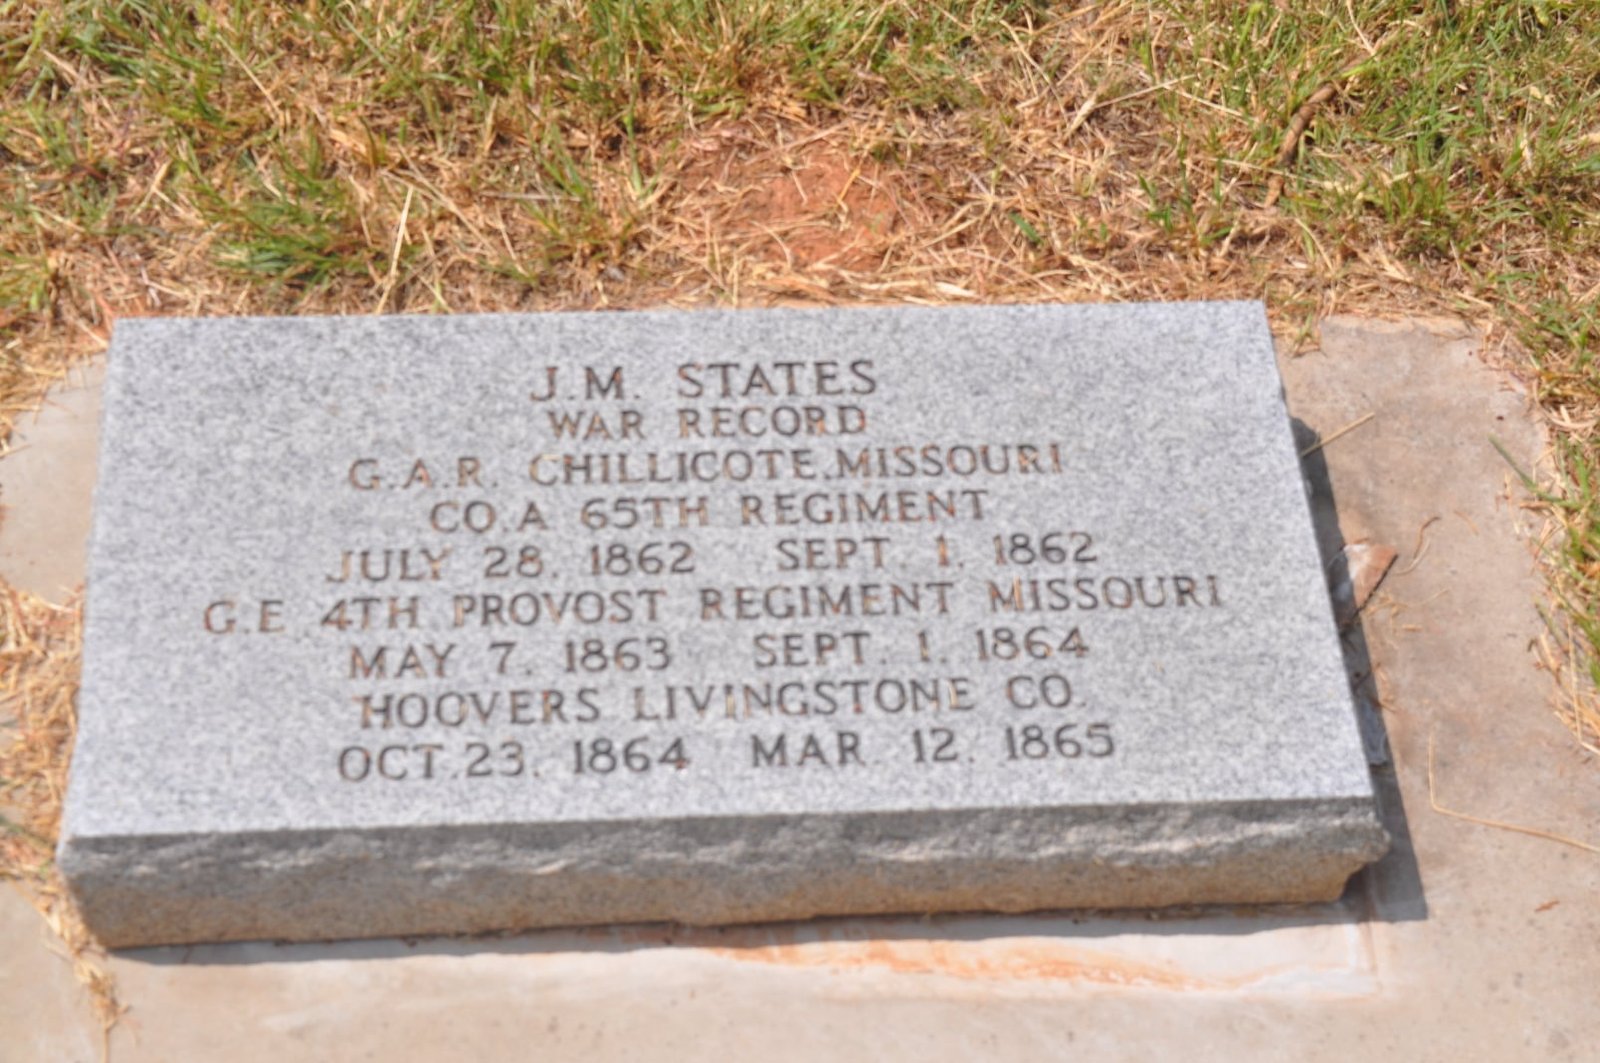 J.M. STATES
WAR RECORD
G.A.R. CHILLICOTE, MISSOURI
CO. A 65TH REGIMENT
JULY 28, 1862 SEPT. 1, 1862
G.E. 4TH PROVOST REGIMENT MISSOURI
MAY 7, 1863 SEPT. 1, 1864
HOOVERS LIVINGSTONE CO.
OCT. 23, 1864 MAR. 12, 1865